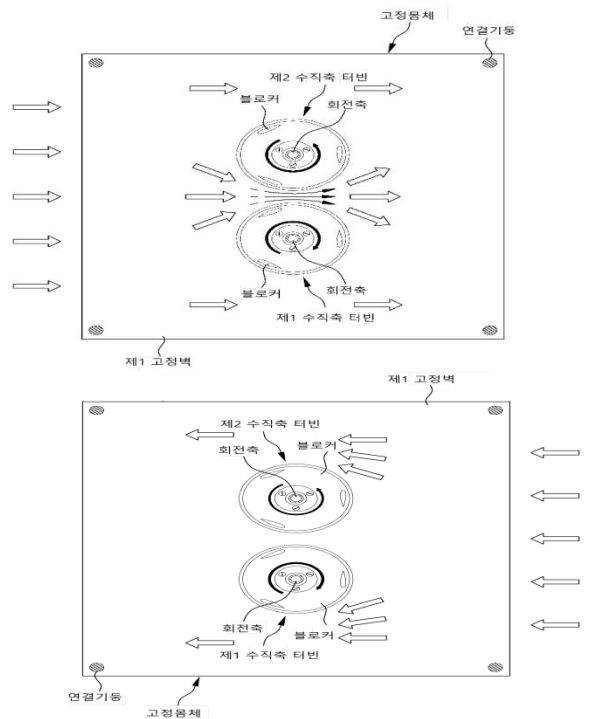 고정몸체
연결기둥
제2 수직축 터빈
블로커
회전축
블로커
회전축
제1 수직축 터빈
제1 고정벽
제1 고정벽
제2 수직축 터빈
블로커
회전축
회전축
블로커
제1 수직축 터빈
연결기둥
고정몸체